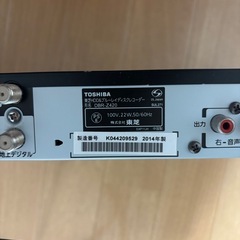 TOSHIBA
東芝HDD&ブルーレイディスクレコーダー
形名 DBR-Z420
100V, 22W, 50/60Hz
株式会社 東芝
製造番号 K044209529 2014年製
地上デジタル
出力
右-音声